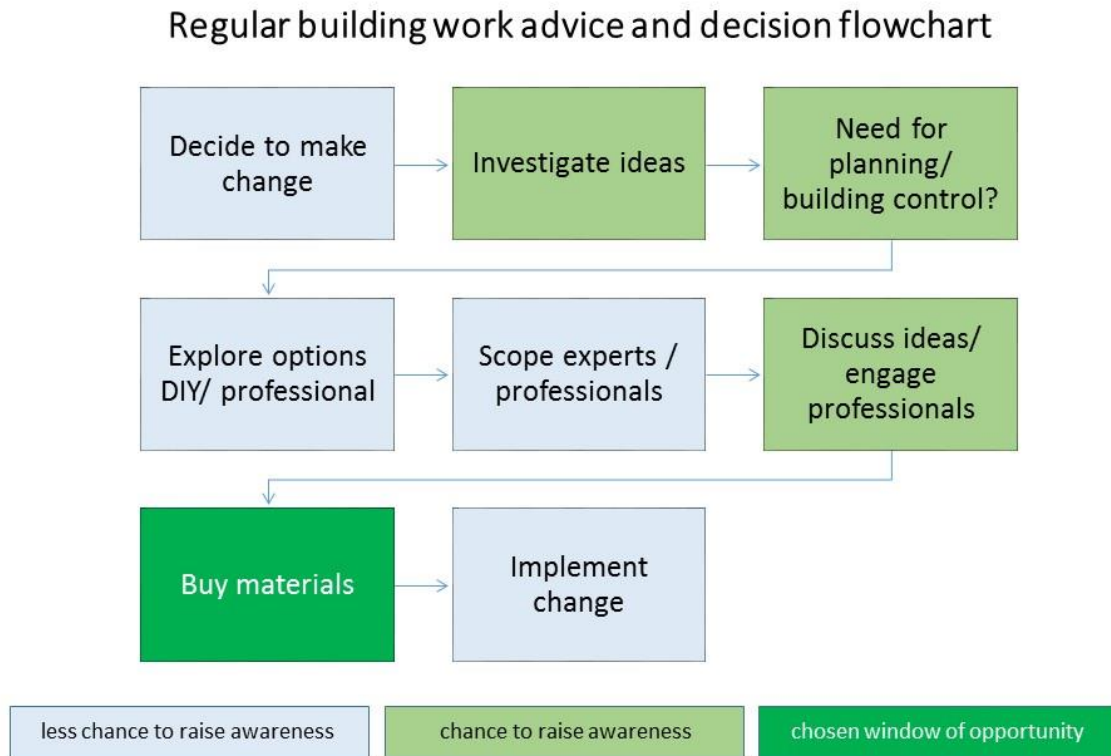 Regular building work advice and decision flowchart
Decide to make
change
Investigate ideas
Need for
planning/
building control?
Explore options
DIY/ professional
Scope experts /
professionals
Discuss ideas/
engage
professionals
Buy materials
Implement
change
less chance to raise awareness
chance to raise awareness
chosen window of opportunity